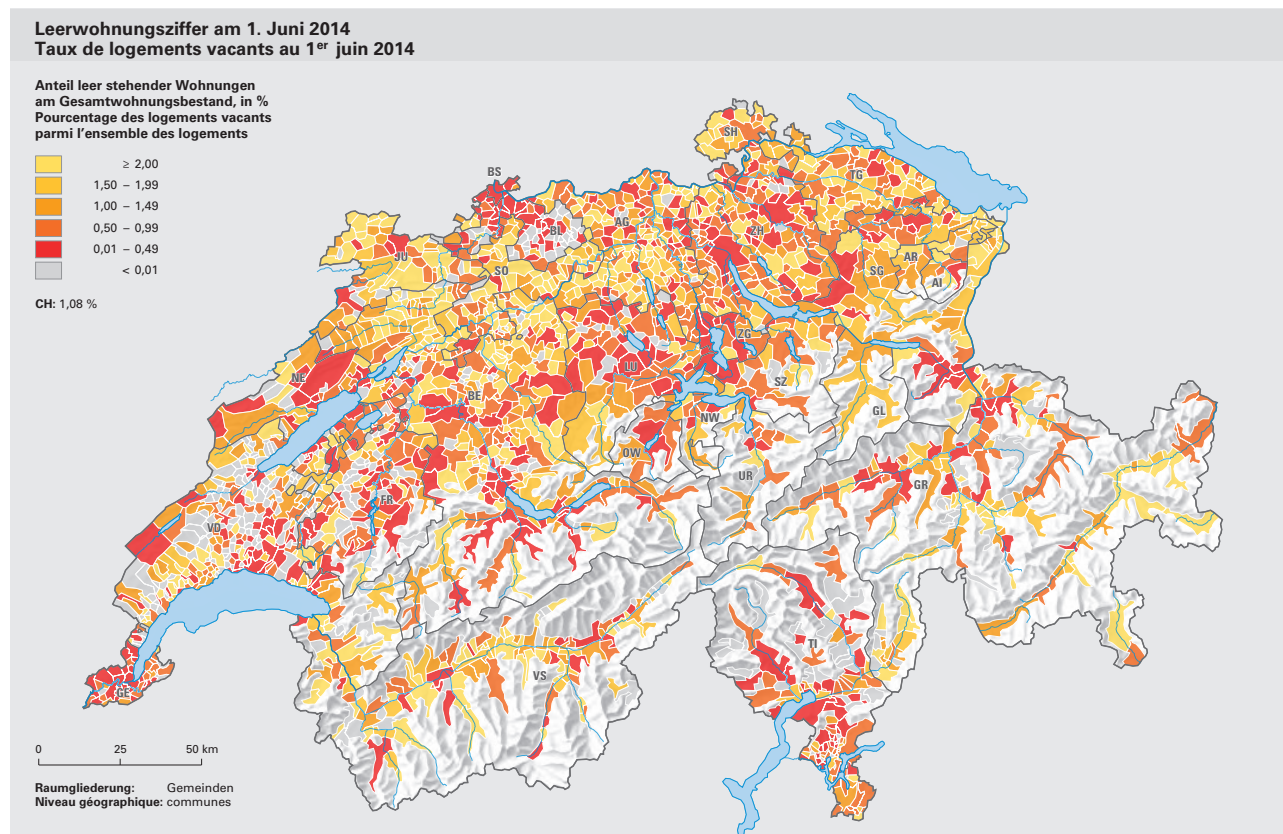 Leerwohnungsziffer am 1. Juni 2014
Taux de logements vacants au 1er juin 2014
Anteil leer stehender Wohnungen
am Gesamtwohnungsbestand, in %
Pourcentage des logements vacants
parmi l'ensemble des logements
≥ 2,00
1,50 – 1,99
1,00 – 1,49
0,50 – 0,99
0,01 – 0,49
< 0,01
CH: 1,08 %
SH
BS
TG
BL
AG
ZH
JU
SO
SG
AR
AI
ZG
NE
LU
SZ
BE
GL
NW
OW
UR
GR
FR
VD
TI
VS
GE
0 25 50 km
Raumgliederung: Gemeinden
Niveau géographique: communes